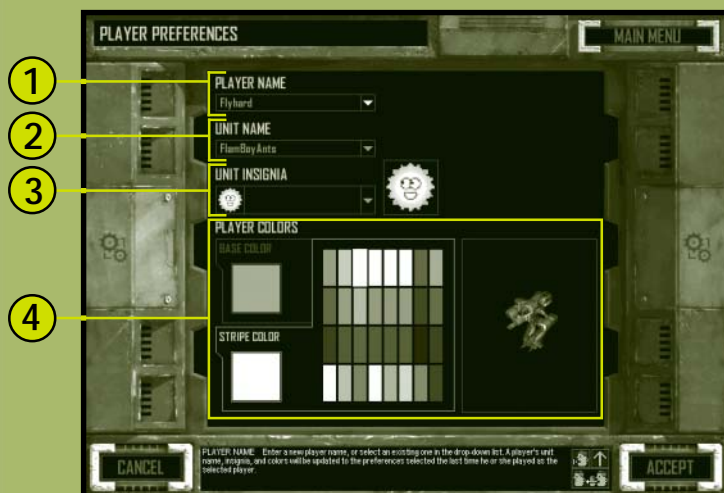 PLAYER PREFERENCES
MAIN MENU
1
PLAYER NAME
Flyhard
2
UNIT NAME
FlamBoyAnts
3
UNIT INSIGNIA
4
PLAYER COLORS
BASE COLOR
STRIPE COLOR
CANCEL
PLAYER NAME Enter a new player name, or select an existing one in the drop-down list. A player's unit
name, insignia, and colors will be updated to the preferences selected the last time he or she played as the
selected player.
ACCEPT